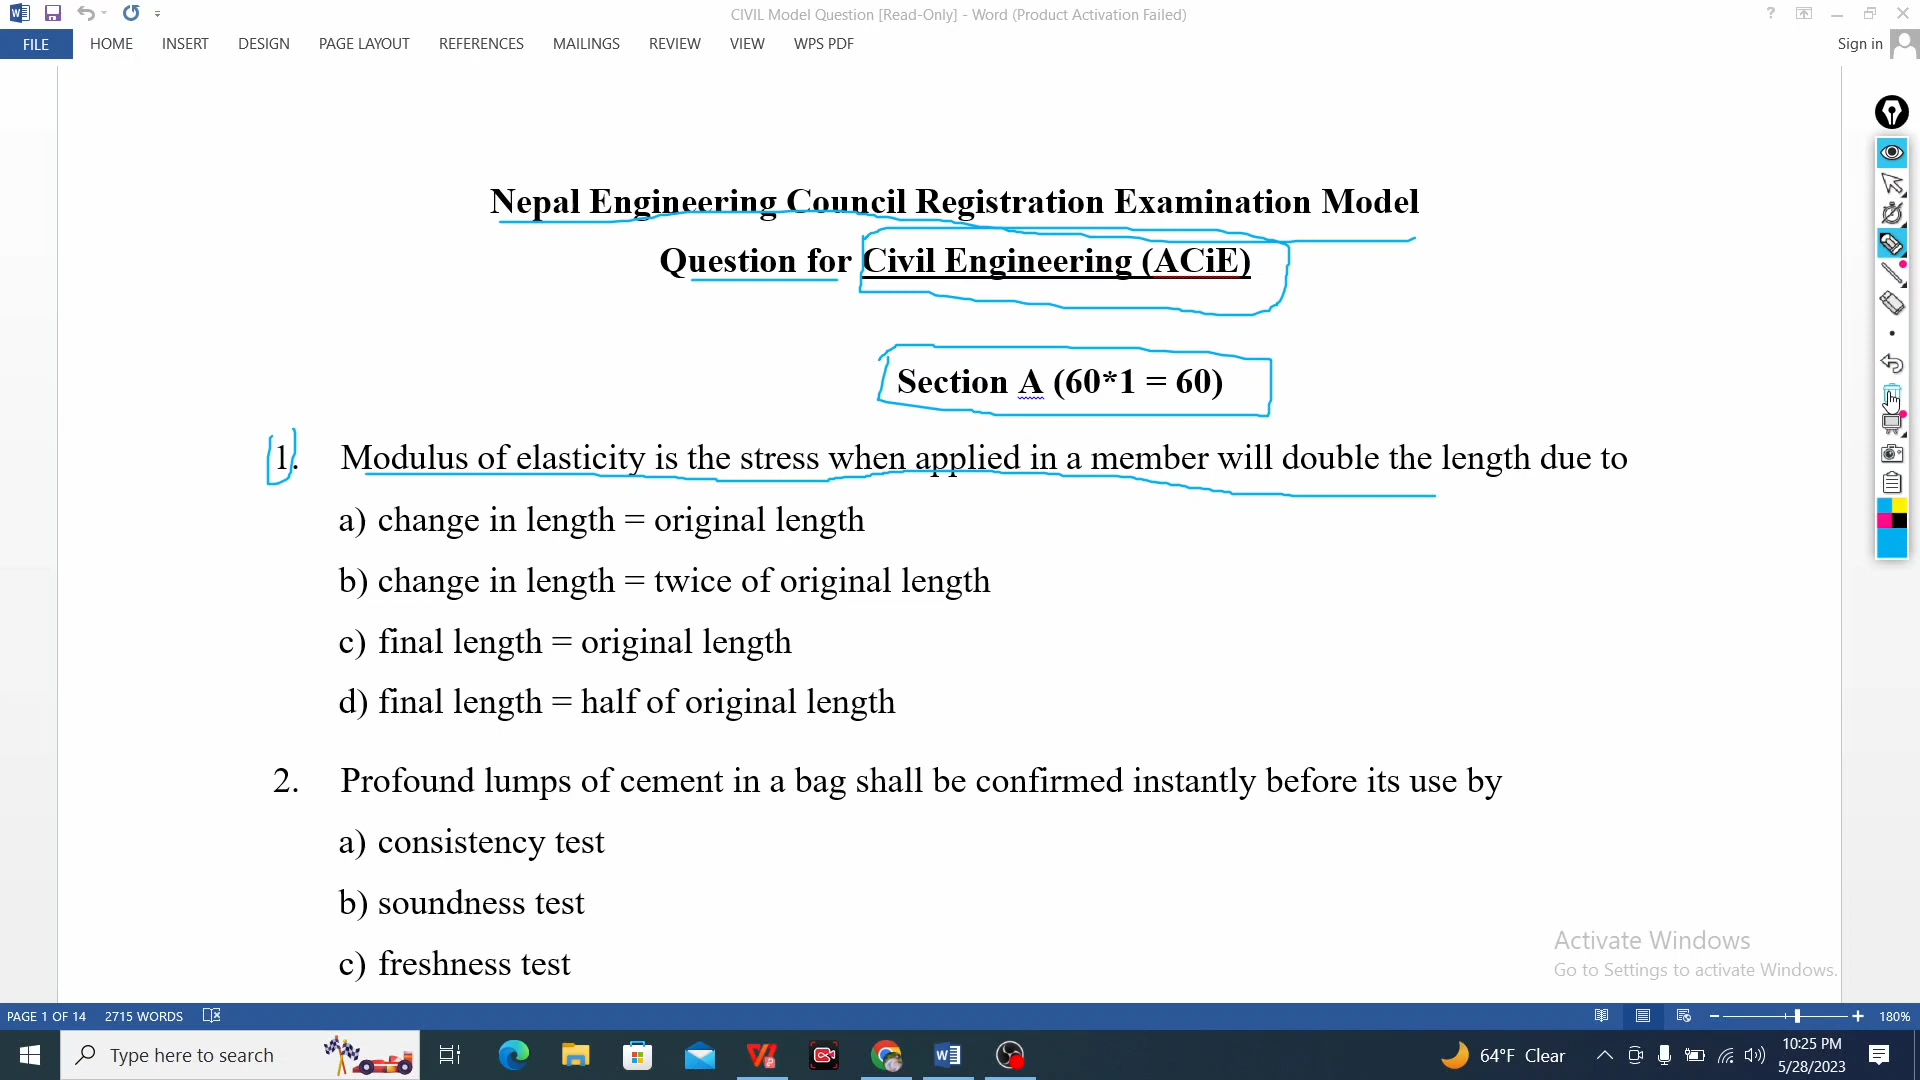 CIVIL Model Question [Read-Only] - Word (Product Activation Failed)
FILE HOME INSERT DESIGN PAGE LAYOUT REFERENCES MAILINGS REVIEW VIEW WPS PDF Sign in
Nepal Engineering Council Registration Examination Model
Question for Civil Engineering (ACiE)
Section A (60*1 = 60)
1. Modulus of elasticity is the stress when applied in a member will double the length due to
a) change in length = original length
b) change in length = twice of original length
c) final length = original length
d) final length = half of original length
2. Profound lumps of cement in a bag shall be confirmed instantly before its use by
a) consistency test
b) soundness test
c) freshness test
Activate Windows
Go to Settings to activate Windows.
PAGE 1 OF 14 2715 WORDS 180%
Type here to search 64°F Clear 10:25 PM
5/28/2023